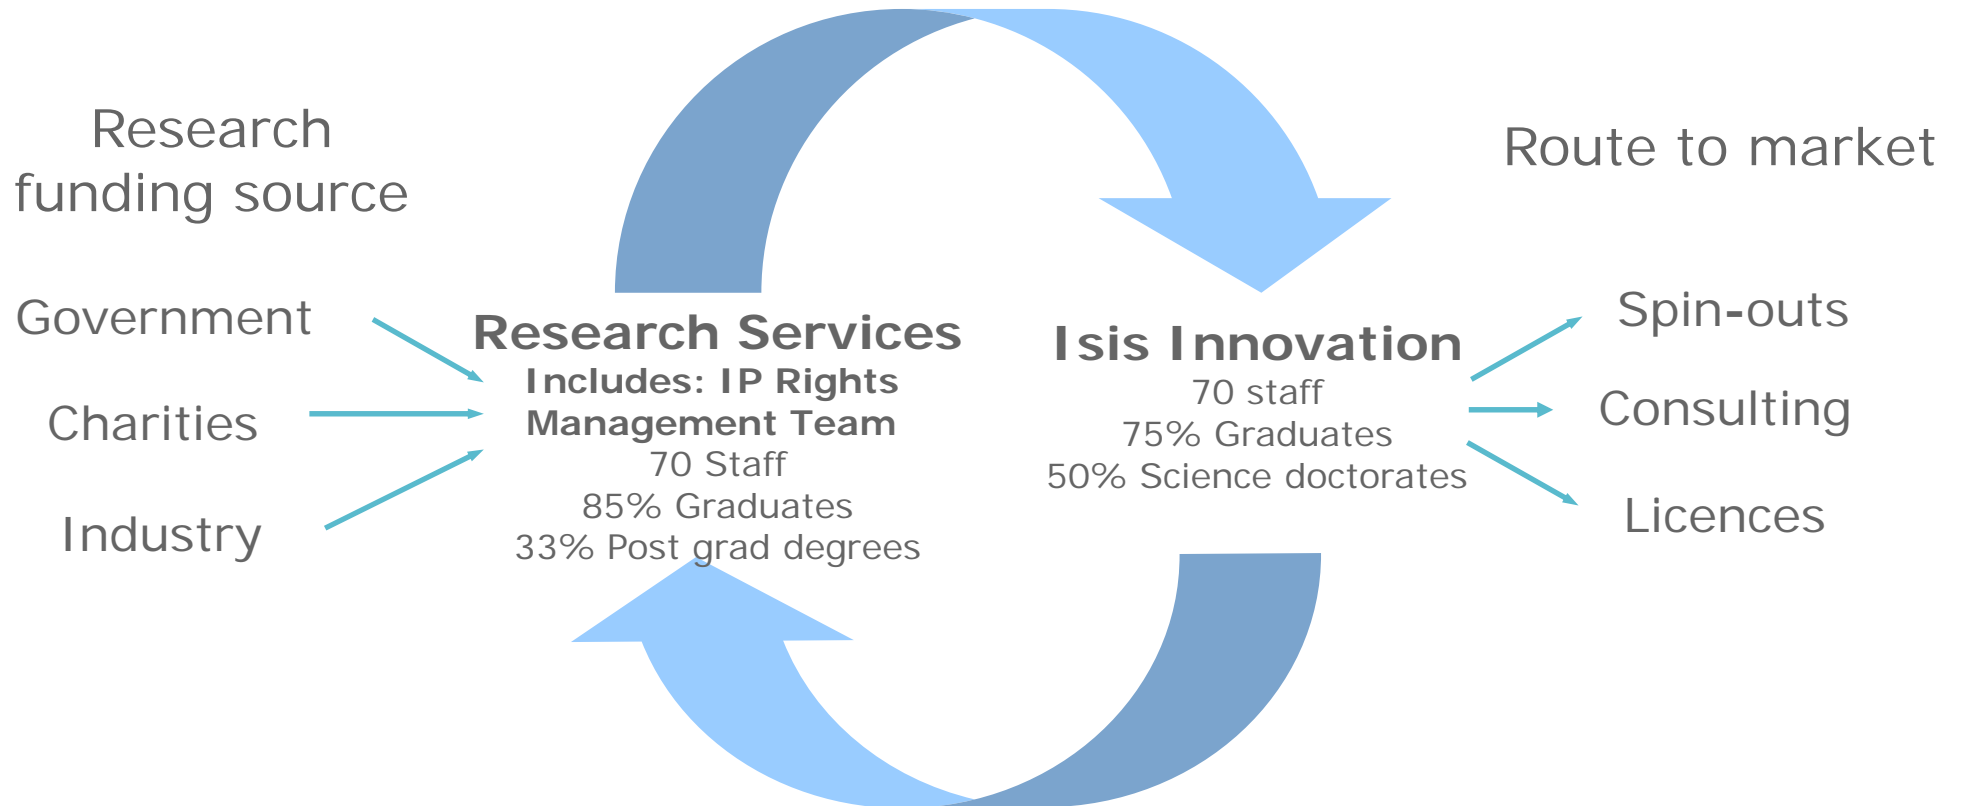 Research
funding source
Government
Charities
Industry
Research Services
Includes: IP Rights
Management Team
70 Staff
85% Graduates
33% Post grad degrees
Isis Innovation
70 staff
75% Graduates
50% Science doctorates
Route to market
Spin-outs
Consulting
Licences